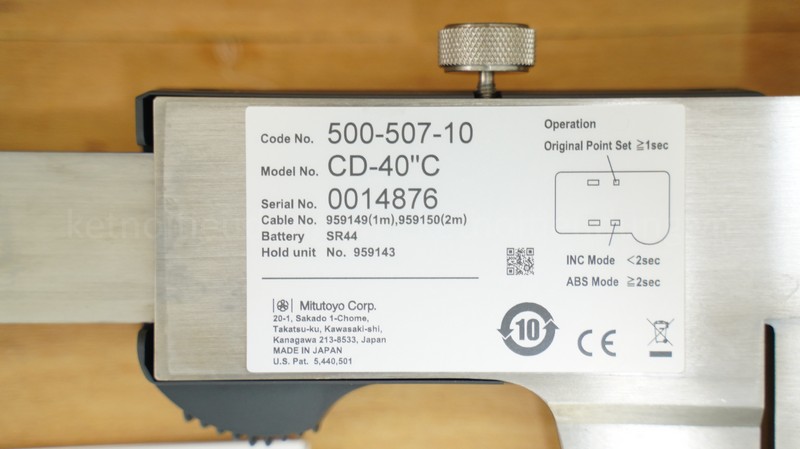 Code No. 500-507-10
Model No. CD-40"C
Serial No. 0014876
Cable No. 959149(1m),959150(2m)
Battery SR44
Hold unit No. 959143
Mitutoyo Corp.
20-1, Sakado 1-Chome,
Takatsu-ku, Kawasaki-shi,
Kanagawa 213-8533, Japan
MADE IN JAPAN
U.S. Pat. 5,440,501
Operation
Original Point Set ≧1sec
INC Mode <2sec
ABS Mode ≧2sec
10
CE